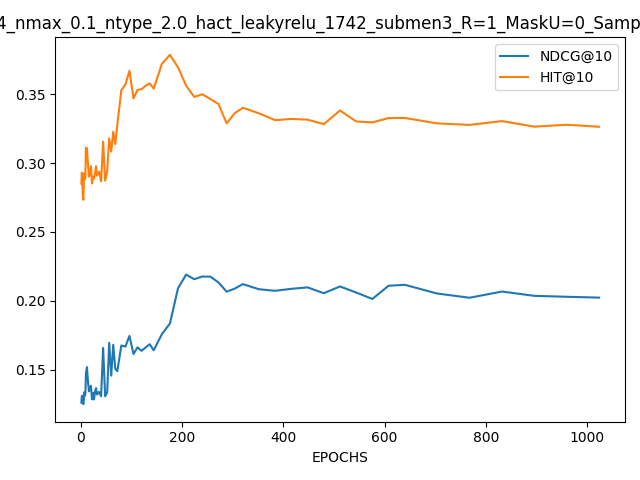 4_nmax_0.1_ntype_2.0_hact_leakyrelu_1742_submen3_R=1_MaskU=0_Samp
NDCG@10
HIT@10
0.35
0.30
0.25
0.20
0.15
0 200 400 600 800 1000
EPOCHS